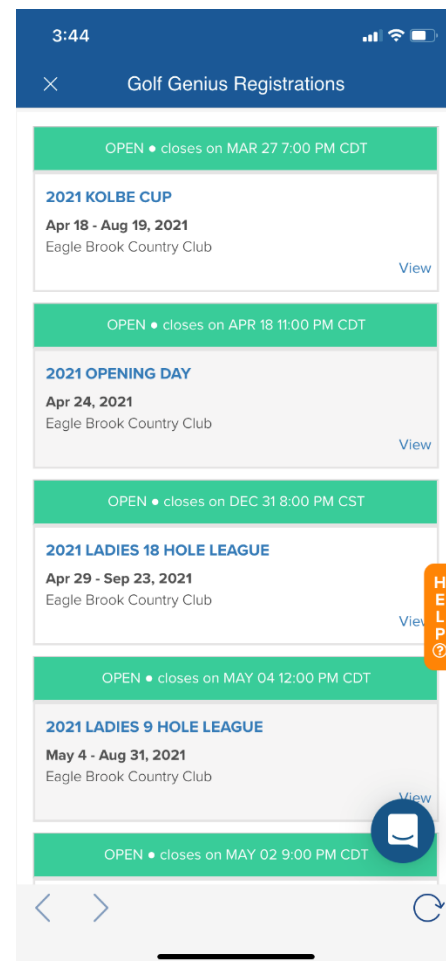 3:44
Golf Genius Registrations
OPEN ● closes on MAR 27 7:00 PM CDT
2021 KOLBE CUP
Apr 18 - Aug 19, 2021
Eagle Brook Country Club
View
OPEN ● closes on APR 18 11:00 PM CDT
2021 OPENING DAY
Apr 24, 2021
Eagle Brook Country Club
View
OPEN ● closes on DEC 31 8:00 PM CST
2021 LADIES 18 HOLE LEAGUE
Apr 29 - Sep 23, 2021
Eagle Brook Country Club
View
HELP?
OPEN ● closes on MAY 04 12:00 PM CDT
2021 LADIES 9 HOLE LEAGUE
May 4 - Aug 31, 2021
Eagle Brook Country Club
View
OPEN ● closes on MAY 02 9:00 PM CDT